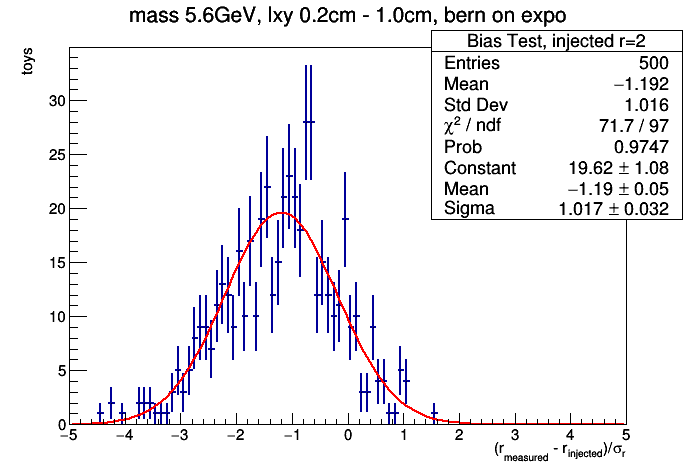 mass 5.6GeV, lxy 0.2cm - 1.0cm, bern on expo
Bias Test, injected r=2
Entries 500
Mean −1.192
Std Dev 1.016
χ² / ndf 71.7 / 97
Prob 0.9747
Constant 19.62 ± 1.08
Mean −1.19 ± 0.05
Sigma 1.017 ± 0.032
toys
30
25
20
15
10
5
0
−5 −4 −3 −2 −1 0 1 2 3 4 5
(r_measured - r_injected)/σ_r